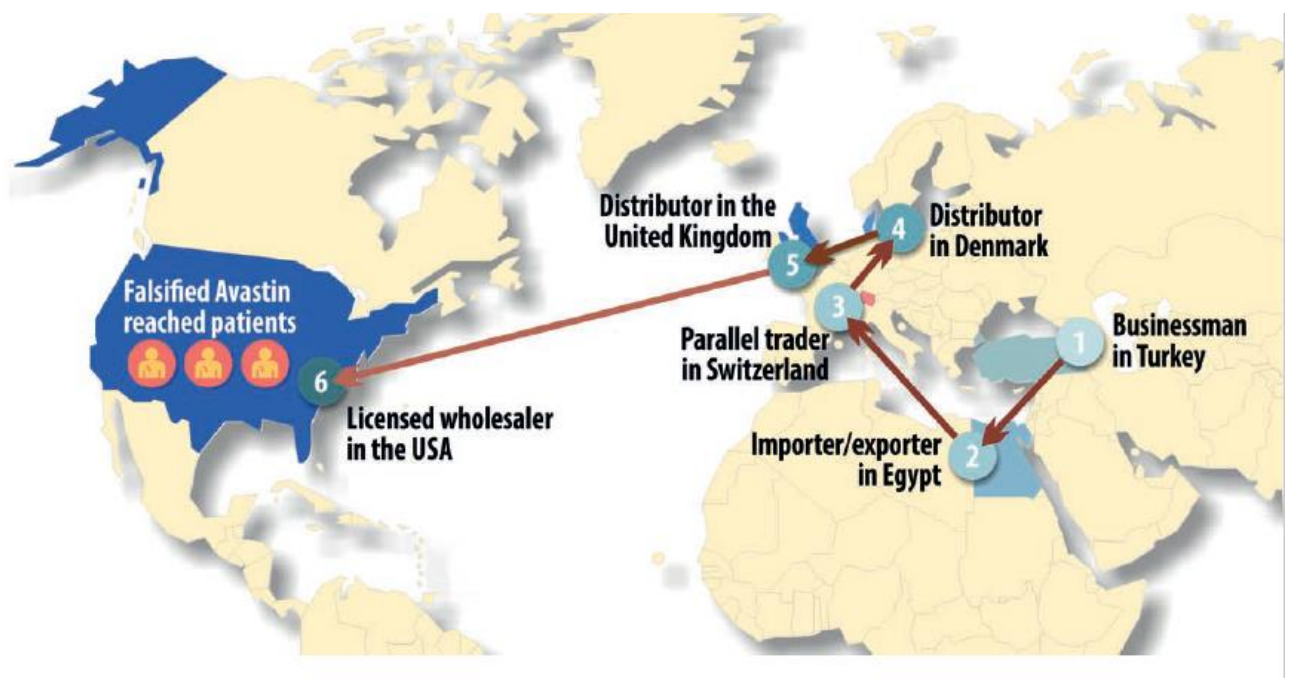 Distributor in the
United Kingdom
4
Distributor
in Denmark
5
Falsified Avastin
reached patients
3
Parallel trader
in Switzerland
1
Businessman
in Turkey
6
Licensed wholesaler
in the USA
Importer/exporter
in Egypt
2